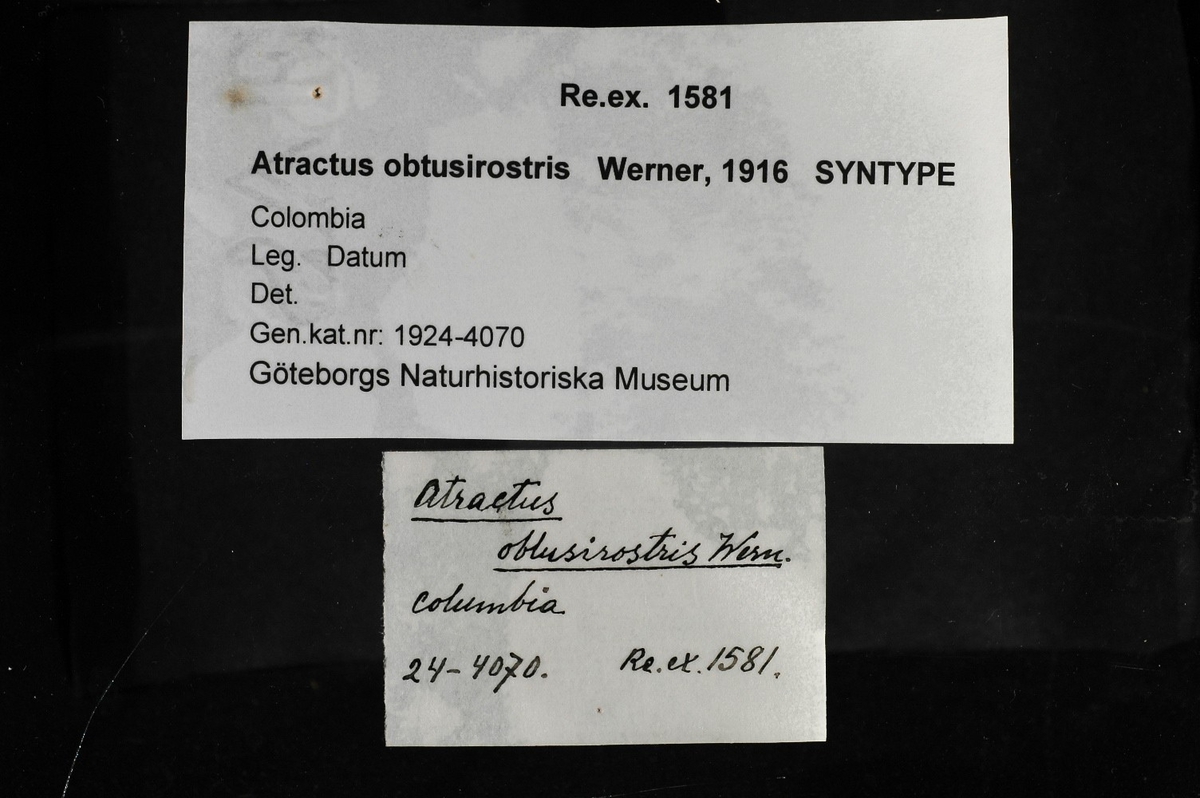 Re.ex. 1581
Atractus obtusirostris Werner, 1916 SYNTYPE
Colombia
Leg. Datum
Det.
Gen.kat.nr: 1924-4070
Göteborgs Naturhistoriska Museum
Atractus
obtusirostris Wern.
Columbia
24-4070. Re.ex. 1581.